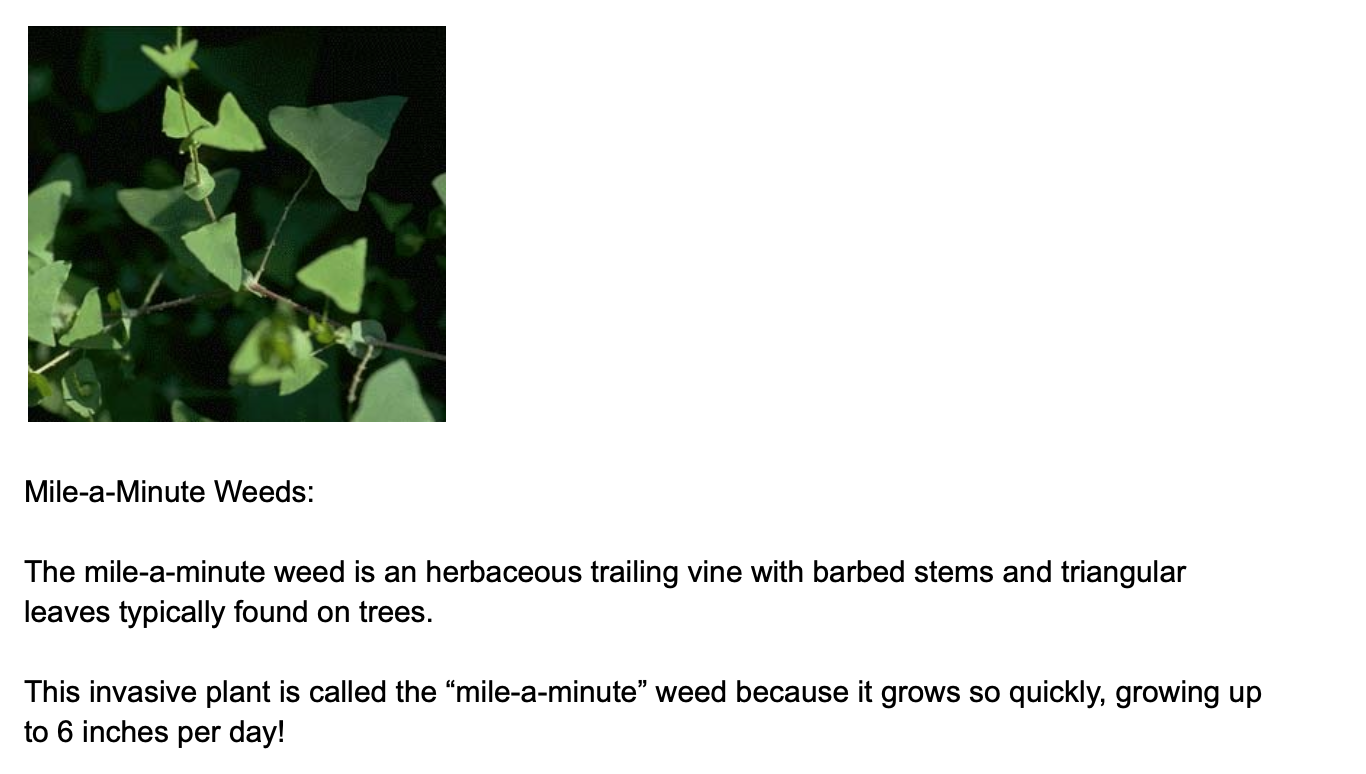 Mile-a-Minute Weeds:
The mile-a-minute weed is an herbaceous trailing vine with barbed stems and triangular
leaves typically found on trees.
This invasive plant is called the “mile-a-minute” weed because it grows so quickly, growing up
to 6 inches per day!